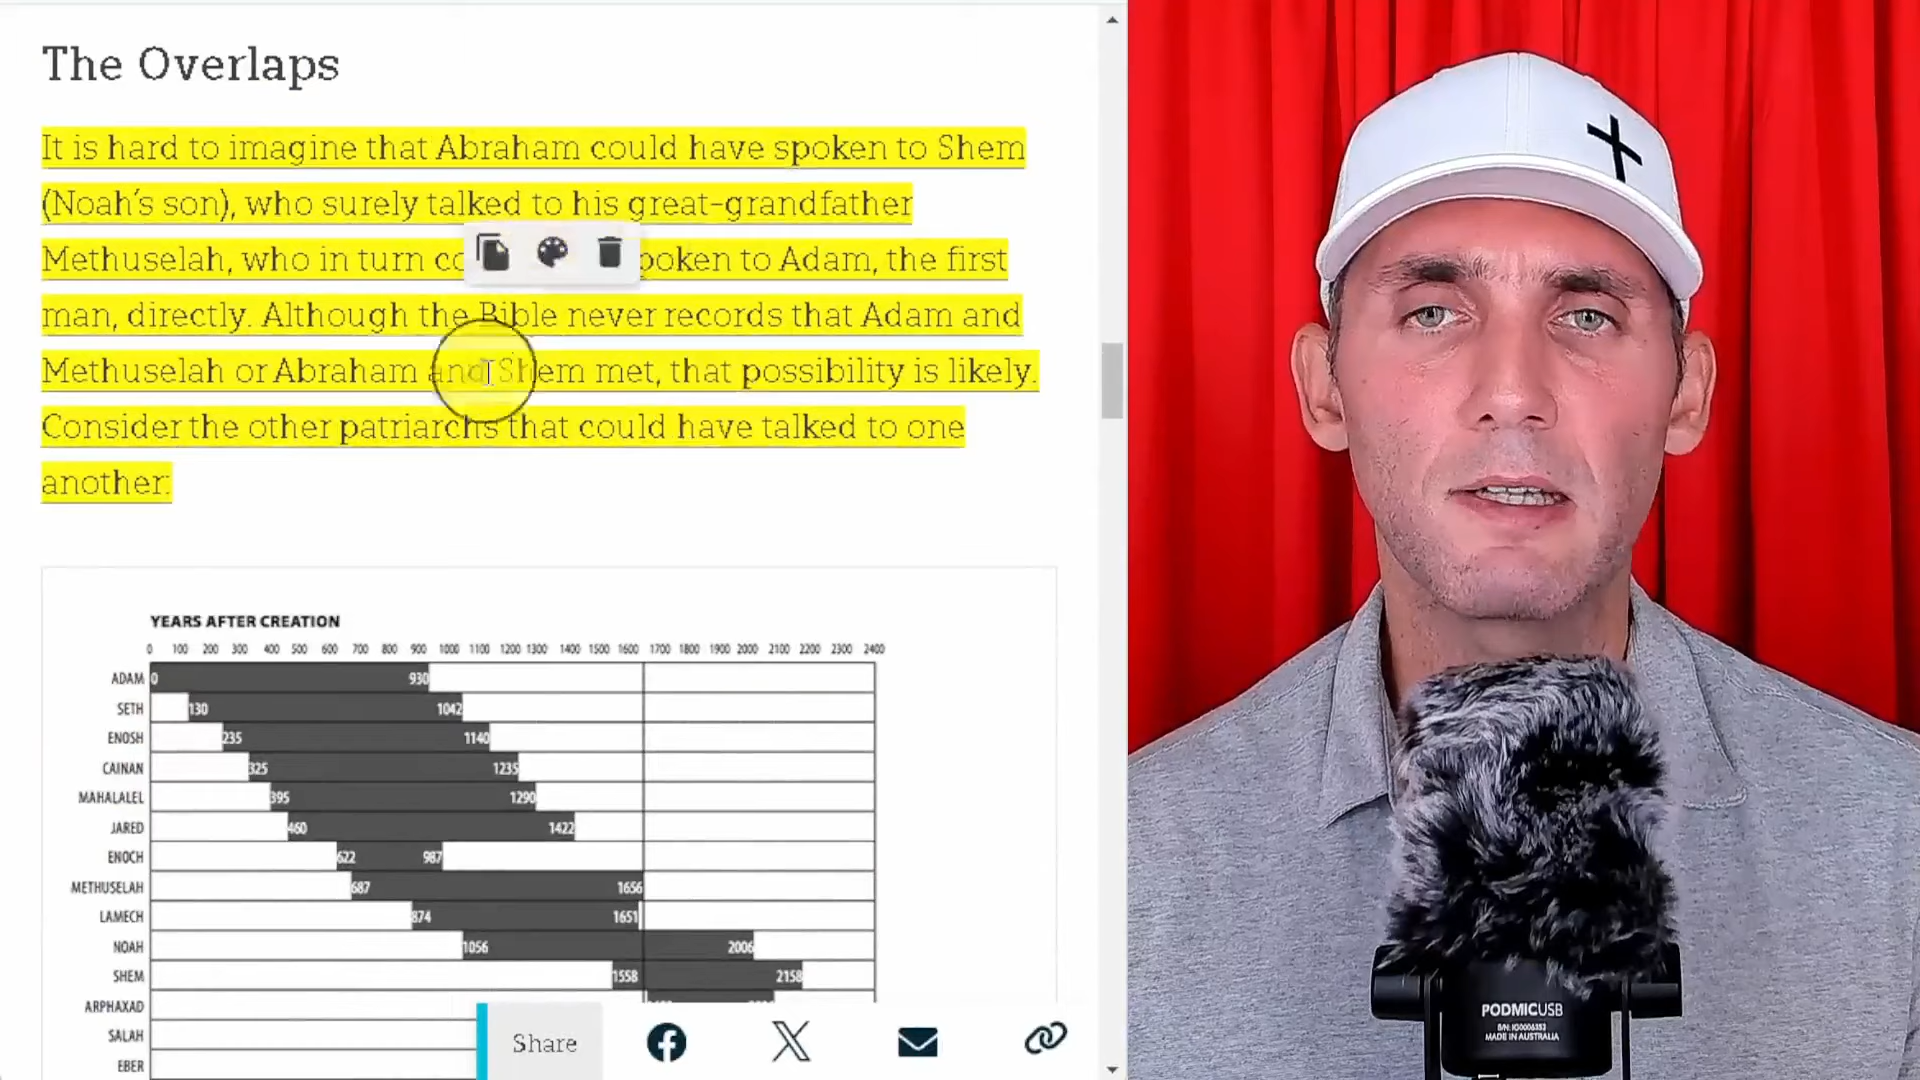 The Overlaps
It is hard to imagine that Abraham could have spoken to Shem
(Noah's son), who surely talked to his great-grandfather
Methuselah, who in turn poken to Adam, the first
man, directly. Although the Bible never records that Adam and
Methuselah or Abraham and Shem met, that possibility is likely.
Consider the other patriarchs that could have talked to one
another:
YEARS AFTER CREATION
0 100 200 300 400 500 600 700 800 900 1000 1100 1200 1300 1400 1500 1600 1700 1800 1900 2000 2100 2200 2300 2400
ADAM 0 930
SETH 130 1042
ENOSH 235 1140
CAINAN 325 1235
MAHALALEL 395 1290
JARED 460 1422
ENOCH 622 987
METHUSELAH 687 1656
LAMECH 874 1651
NOAH 1056 2006
SHEM 1558 2158
ARPHAXAD
SALAH
EBER
Share
PODMICUSB
S/N: IG0006353
MADE IN AUSTRALIA